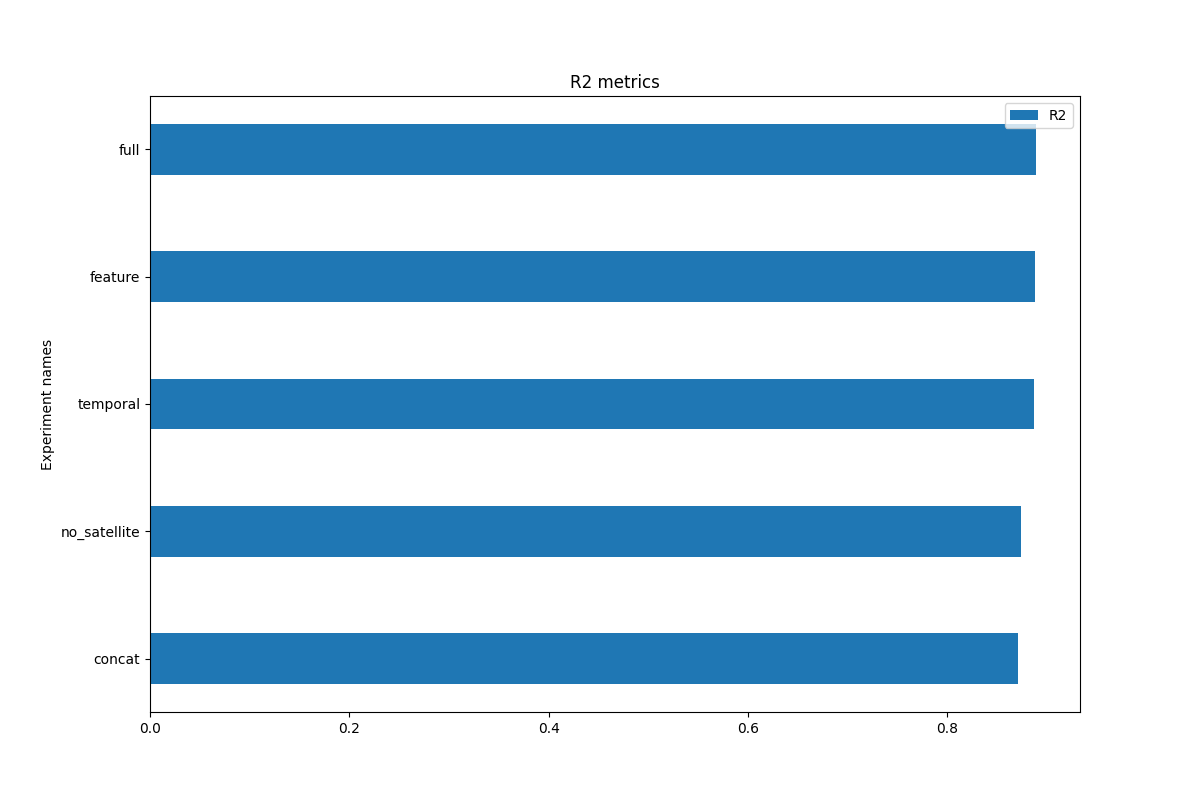 R2 metrics
R2
Experiment names
full
feature
temporal
no_satellite
concat
0.0
0.2
0.4
0.6
0.8